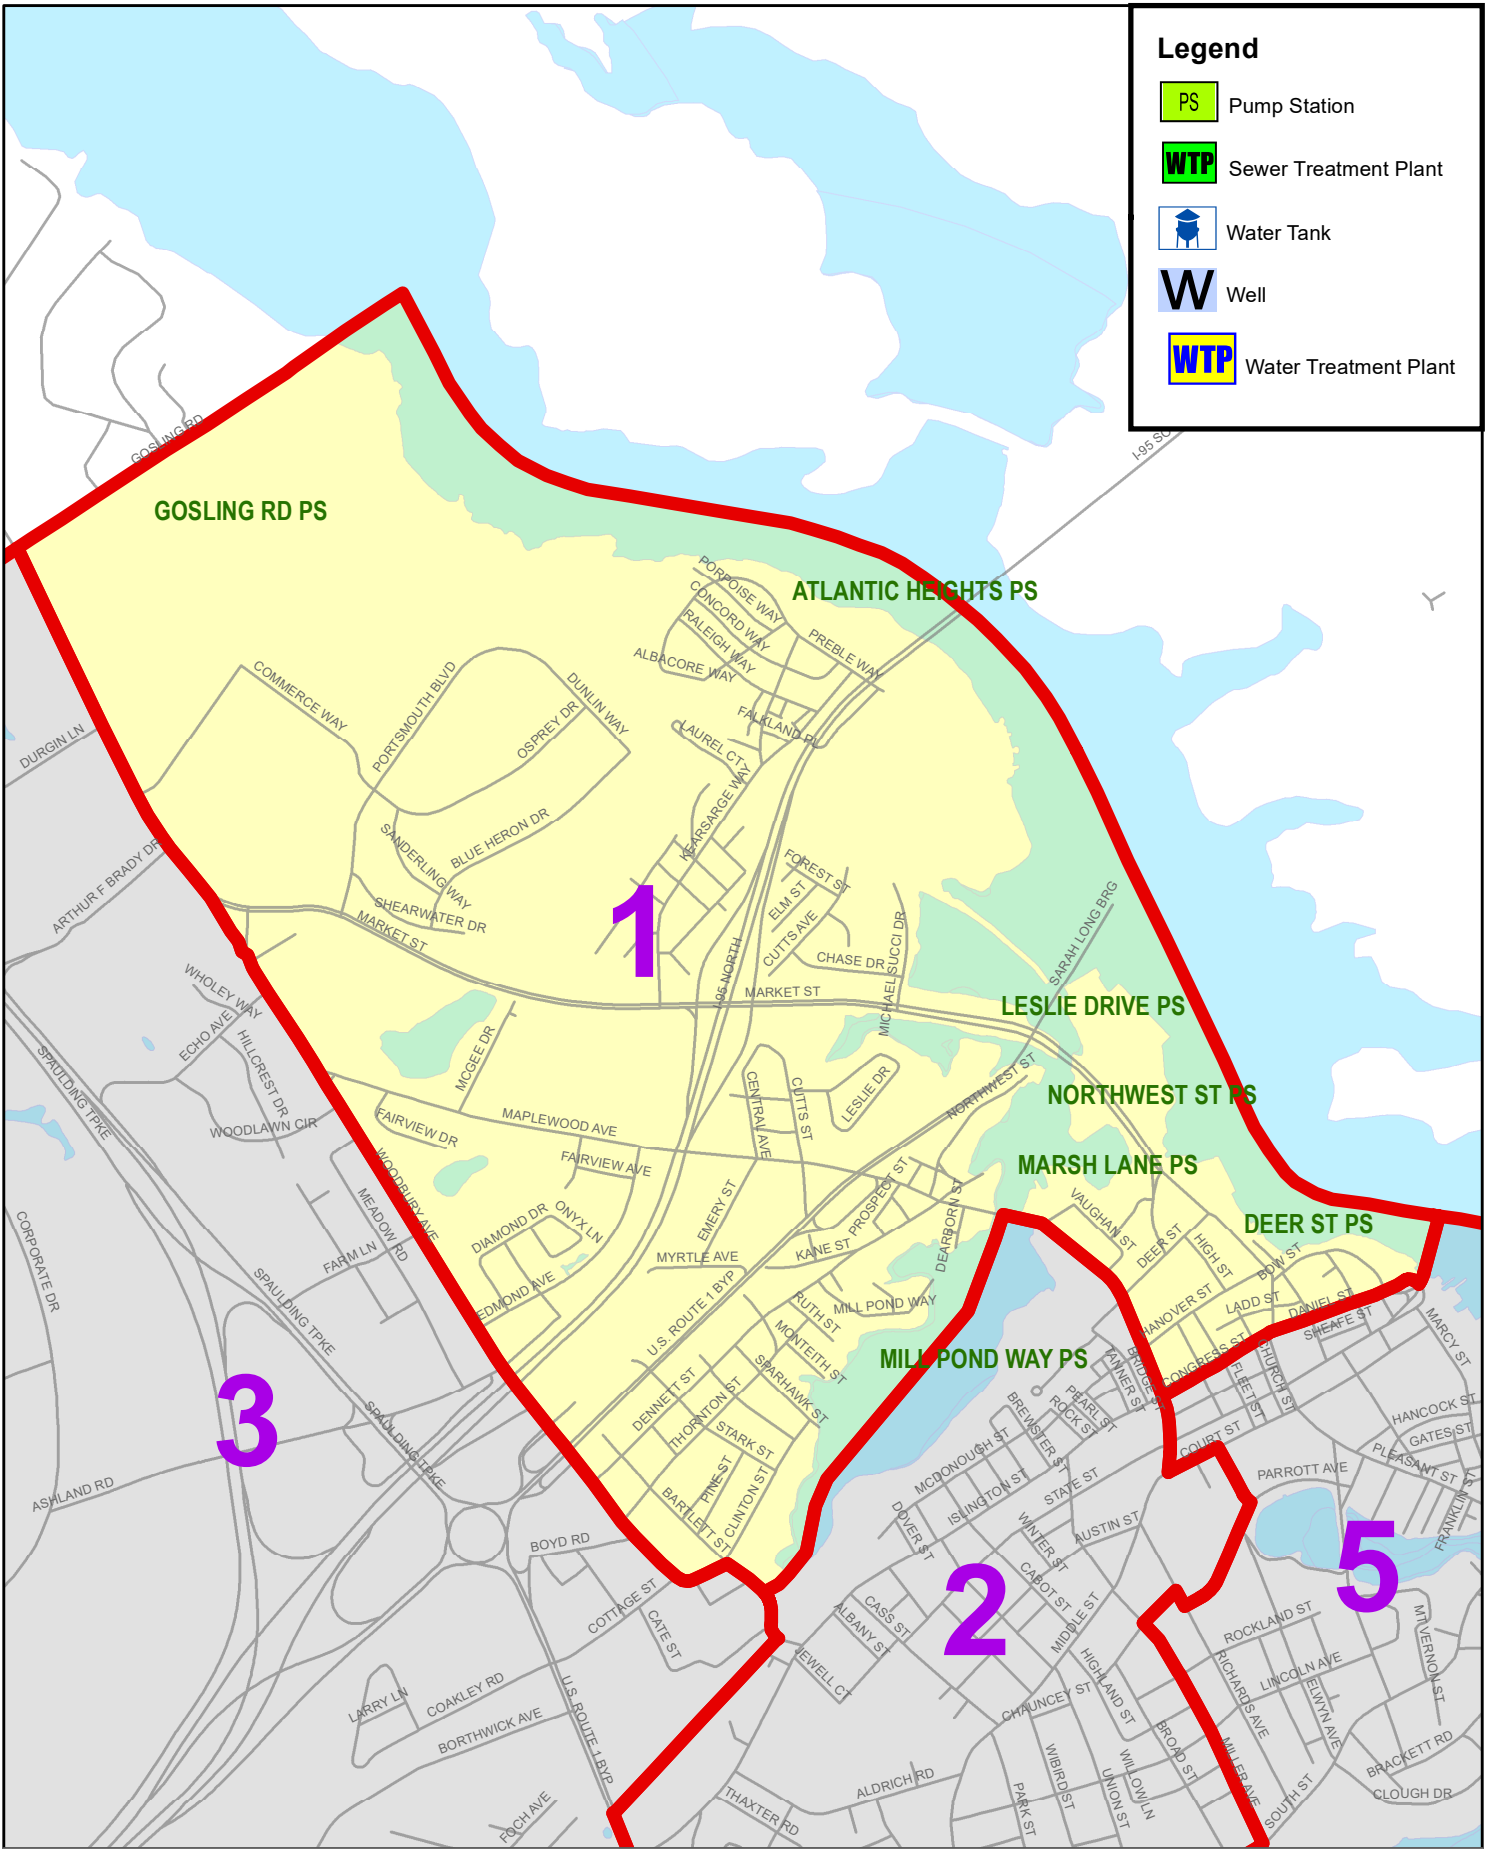 Legend
PS Pump Station
WTP Sewer Treatment Plant
Water Tank
W Well
WTP Water Treatment Plant
I-95 SO
GOSLING RD
GOSLING RD PS
PORPOISE WAY
ATLANTIC HEIGHTS PS
CONCORD WAY
RALEIGH WAY
PREBLE WAY
ALBACORE WAY
COMMERCE WAY
PORTSMOUTH BLVD
DUNLIN WAY
OSPREY DR
FALKLAND PL
LAUREL CT
DURGIN LN
KEARSARGE WAY
SANDERLING WAY
BLUE HERON DR
ARTHUR F BRADY DR
FOREST ST
ELM ST
SHEARWATER DR
MARKET ST
1
CUTTS AVE
CHASE DR
MICHAEL SUCCI DR
SARAH LONG BRG
95 NORTH
MARKET ST
WHOLEY WAY
ECHO AVE
HILLCREST DR
LESLIE DRIVE PS
SPAULDING TPKE
MCGEE DR
CENTRAL AVE
CUTTS ST
LESLIE DR
NORTHWEST ST
NORTHWEST ST PS
WOODLAWN CIR
FAIRVIEW DR
MAPLEWOOD AVE
FAIRVIEW AVE
WOODBURY AVE
MARSH LANE PS
PROSPECT ST
DEARBORN ST
VAUGHAN ST
MEADOW RD
CORPORATE DR
DIAMOND DR
ONYX LN
EMERY ST
DEER ST PS
DEER ST
HIGH ST
BOW ST
FARM LN
MYRTLE AVE
KANE ST
SPAULDING TPKE
EDMOND AVE
U.S. ROUTE 1 BYP
RUTH ST
MILL POND WAY
HANOVER ST
LADD ST
DANIEL ST
SHEAFE ST
MARCY ST
MONTEITH ST
MILL POND WAY PS
TANNER ST
BRIDGE ST
CONGRESS ST
FLEET ST
CHURCH ST
SPARHAWK ST
DENNETT ST
THORNTON ST
PEARL ST
ROCK ST
BREWSTER ST
HANCOCK ST
GATES ST
3
SPAULDING TPKE
STARK ST
MCDONOUGH ST
COURT ST
PLEASANT ST
ASHLAND RD
PINE ST
BARTLETT ST
CLINTON ST
ISLINGTON ST
STATE ST
PARROTT AVE
FRANKLIN ST
BOYD RD
DOVER ST
WINTER ST
AUSTIN ST
5
2
COTTAGE ST
CATE ST
CASS ST
ALBANY ST
CABOT ST
MIDDLE ST
ROCKLAND ST
MT VERNON ST
JEWELL CT
LARRY LN
COAKLEY RD
BORTHWICK AVE
U.S. ROUTE 1 BYP
HIGHLAND ST
CHAUNCEY ST
RICHARDS AVE
LINCOLN AVE
ELWYN AVE
BROAD ST
MILLER AVE
BRACKETT RD
CLOUGH DR
SOUTH ST
ALDRICH RD
THAXTER RD
FOCH AVE
PARK ST
WIBIRD ST
UNION ST
WILLOW LN